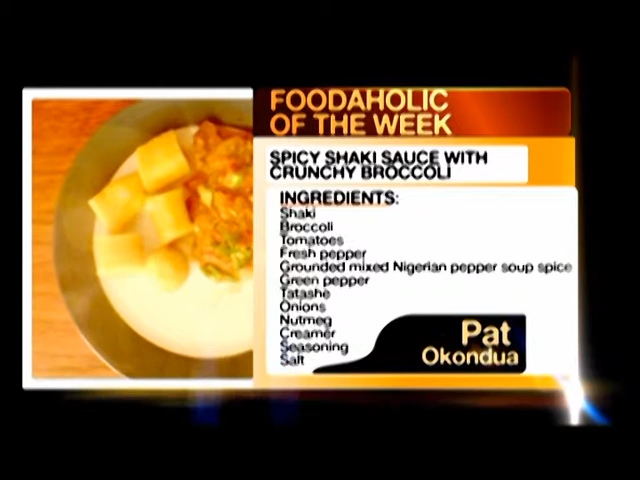 FOODAHOLIC
OF THE WEEK
SPICY SHAKI SAUCE WITH
CRUNCHY BROCCOLI
INGREDIENTS:
Shaki
Broccoli
Tomatoes
Fresh pepper
Grounded mixed Nigerian pepper soup spice
Green pepper
Tatashe
Onions
Nutmeg
Creamer
Seasoning
Salt
Pat
Okondua